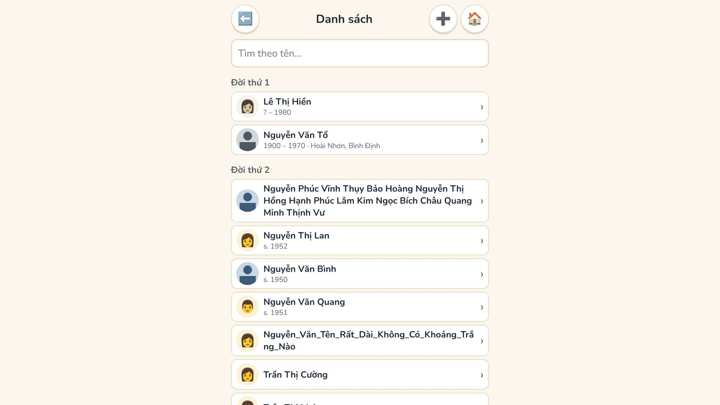 Danh sách
Tìm theo tên...
Đời thứ 1
Lê Thị Hiền
? – 1980
Nguyễn Văn Tổ
1900 – 1970 · Hoài Nhơn, Bình Định
Đời thứ 2
Nguyễn Phúc Vĩnh Thụy Bảo Hoàng Nguyễn Thị
Hồng Hạnh Phúc Lâm Kim Ngọc Bích Châu Quang
Minh Thịnh Vư
Nguyễn Thị Lan
s. 1952
Nguyễn Văn Bình
s. 1950
Nguyễn Văn Quang
s. 1951
Nguyễn_Văn_Tên_Rất_Dài_Không_Có_Khoảng_Trắ
ng_Nào
Trần Thị Cường